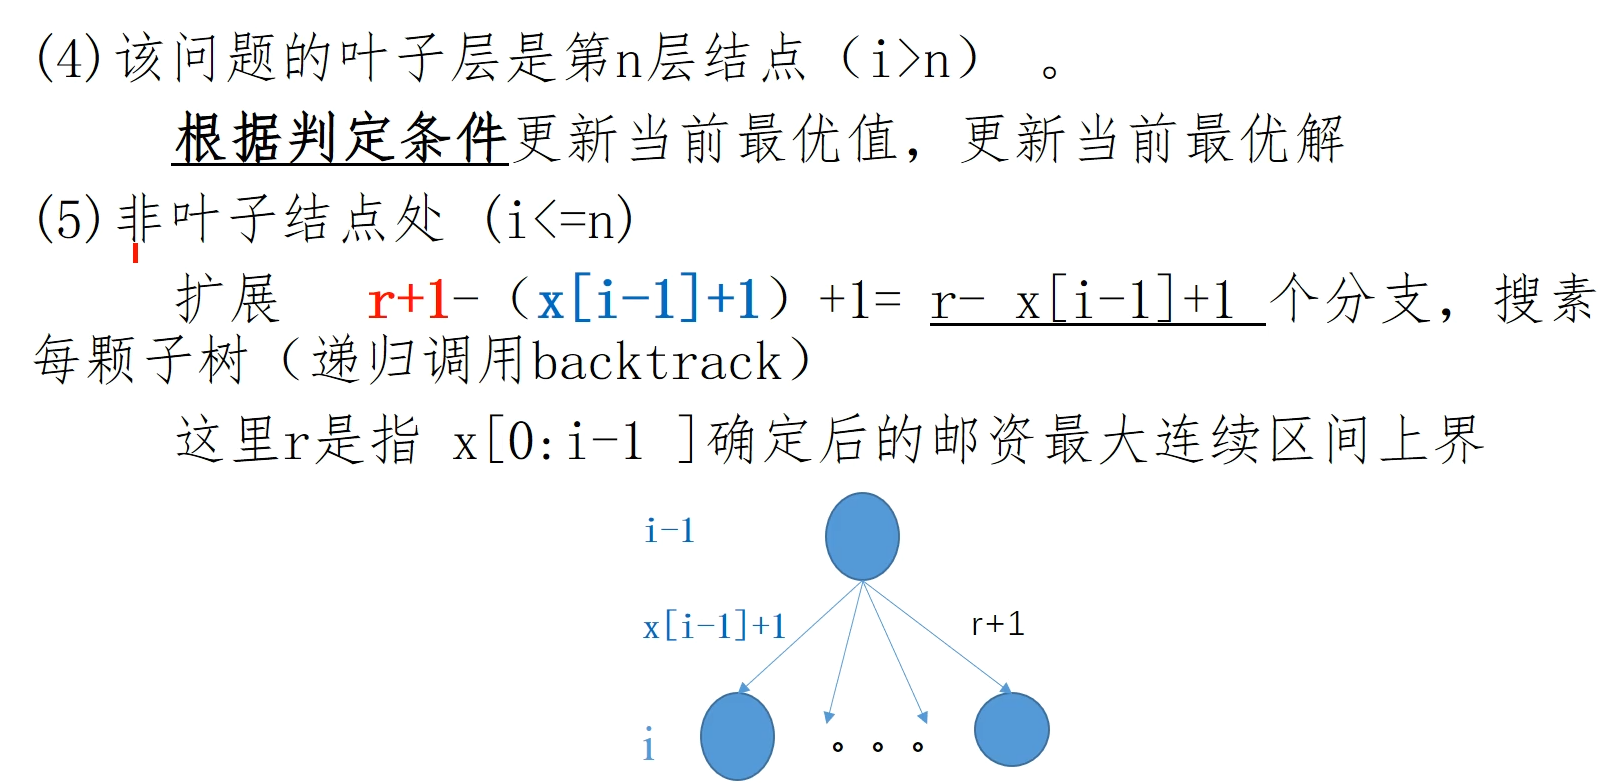 (4)该问题的叶子层是第n层结点（i>n） 。
根据判定条件更新当前最优值，更新当前最优解
(5)非叶子结点处 (i<=n)
扩展 r+1-（x[i-1]+1）+1= r- x[i-1]+1 个分支，搜素
每颗子树（递归调用backtrack）
这里r是指 x[0:i-1 ]确定后的邮资最大连续区间上界
i-1
x[i-1]+1 r+1
i 。。。